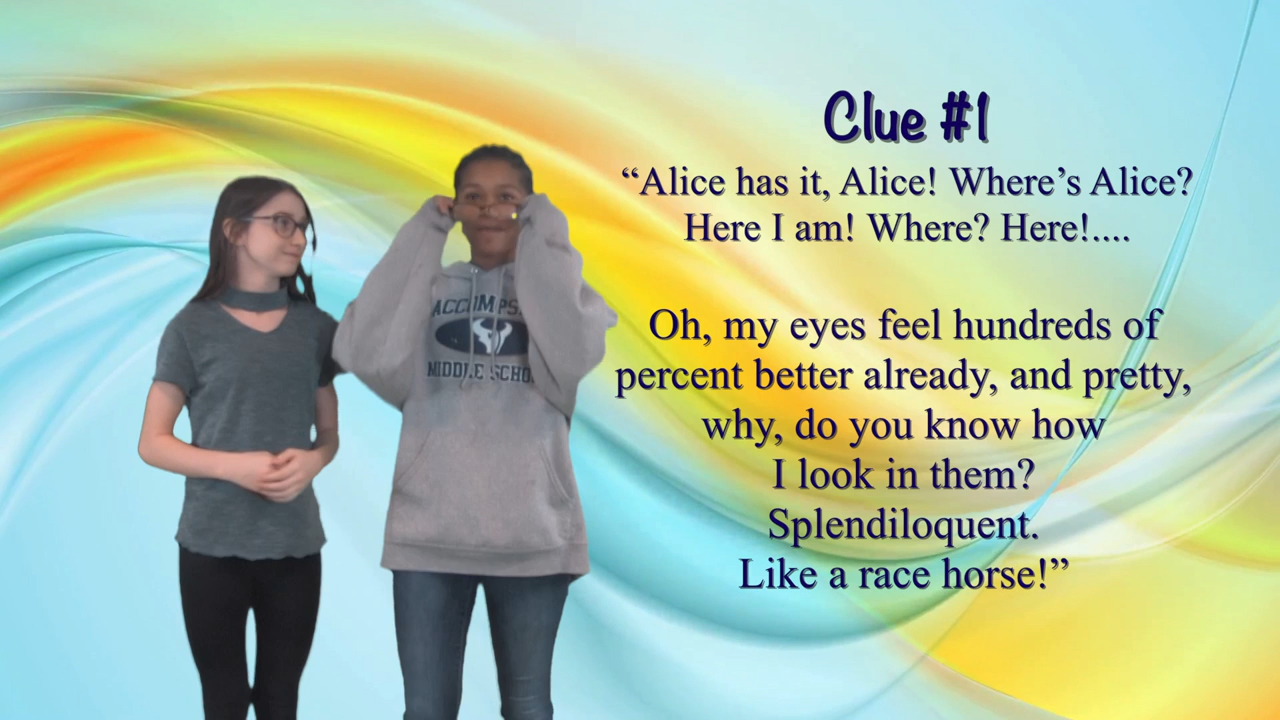 Clue #1
“Alice has it, Alice! Where’s Alice?
Here I am! Where? Here!....
Oh, my eyes feel hundreds of
percent better already, and pretty,
why, do you know how
I look in them?
Splendiloquent.
Like a race horse!”
MIDDLE